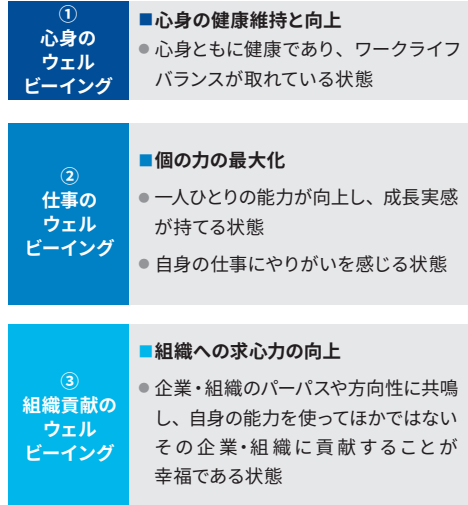 ①
心身の
ウェル
ビーイング
■心身の健康維持と向上
●心身ともに健康であり、ワークライフ
バランスが取れている状態
②
仕事の
ウェル
ビーイング
■個の力の最大化
●一人ひとりの能力が向上し、成長実感
が持てる状態
●自身の仕事にやりがいを感じる状態
③
組織貢献の
ウェル
ビーイング
■組織への求心力の向上
●企業・組織のパーパスや方向性に共鳴
し、自身の能力を使ってほかではない
その企業・組織に貢献することが
幸福である状態